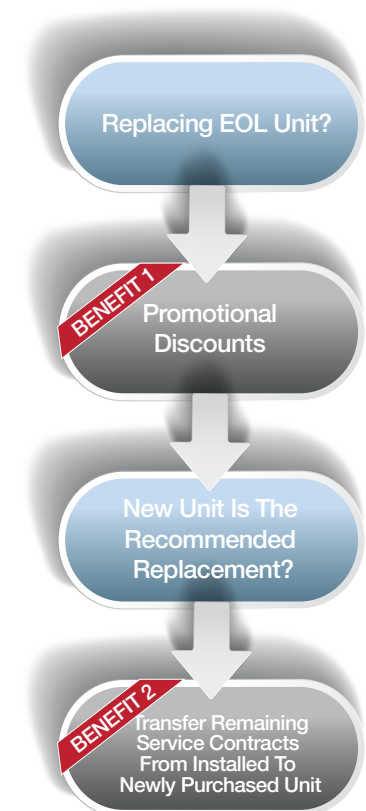 Replacing EOL Unit?
BENEFIT 1
Promotional
Discounts
New Unit Is The
Recommended
Replacement?
BENEFIT 2
Transfer Remaining
Service Contracts
From Installed To
Newly Purchased Unit